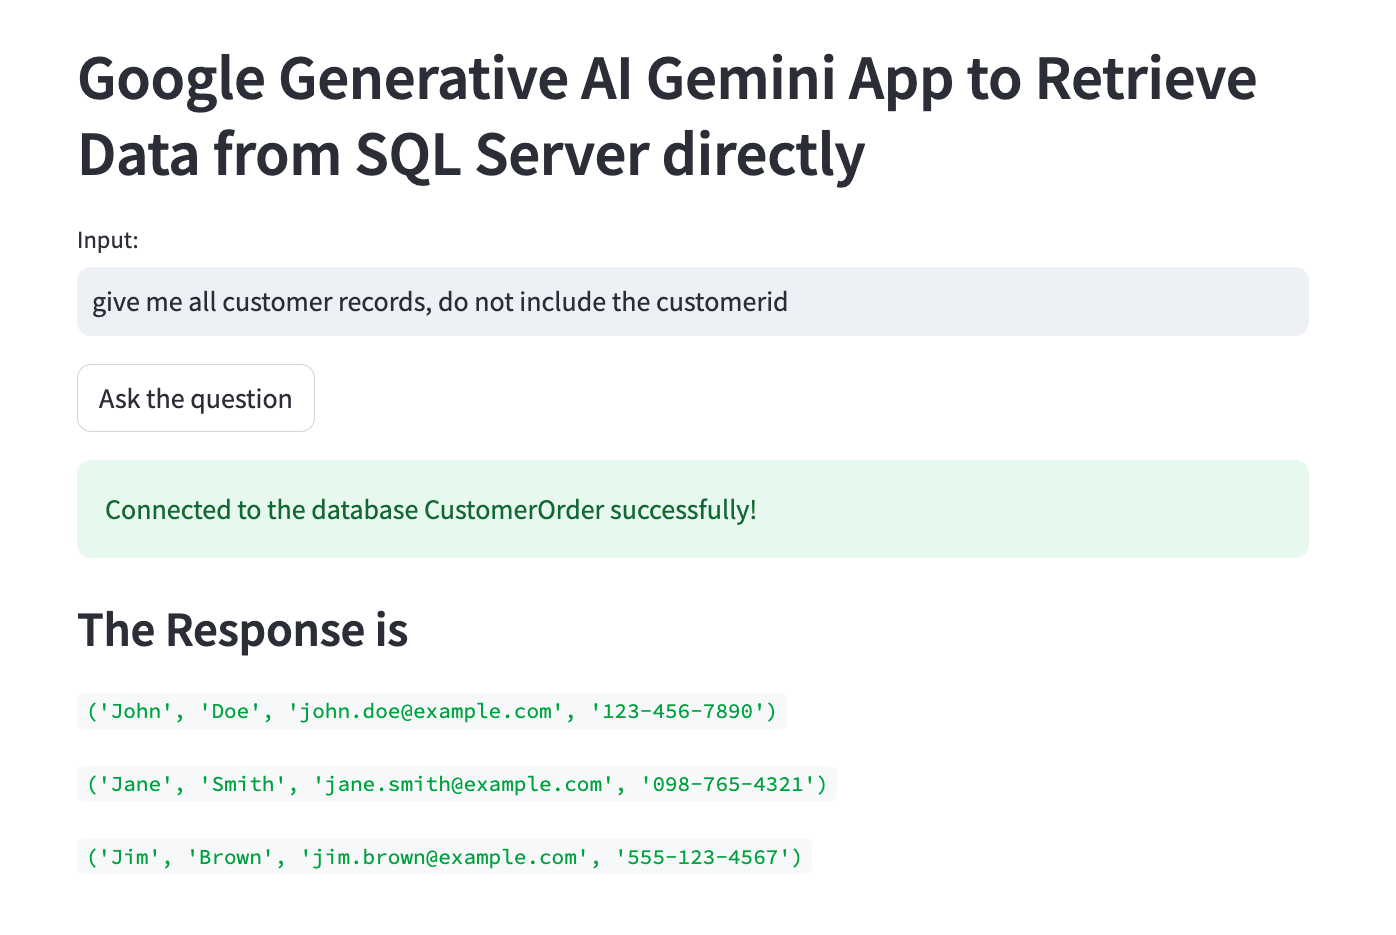 Google Generative AI Gemini App to Retrieve
Data from SQL Server directly
Input:
give me all customer records, do not include the customerid
Ask the question
Connected to the database CustomerOrder successfully!
The Response is
('John', 'Doe', 'john.doe@example.com', '123-456-7890')
('Jane', 'Smith', 'jane.smith@example.com', '098-765-4321')
('Jim', 'Brown', 'jim.brown@example.com', '555-123-4567')